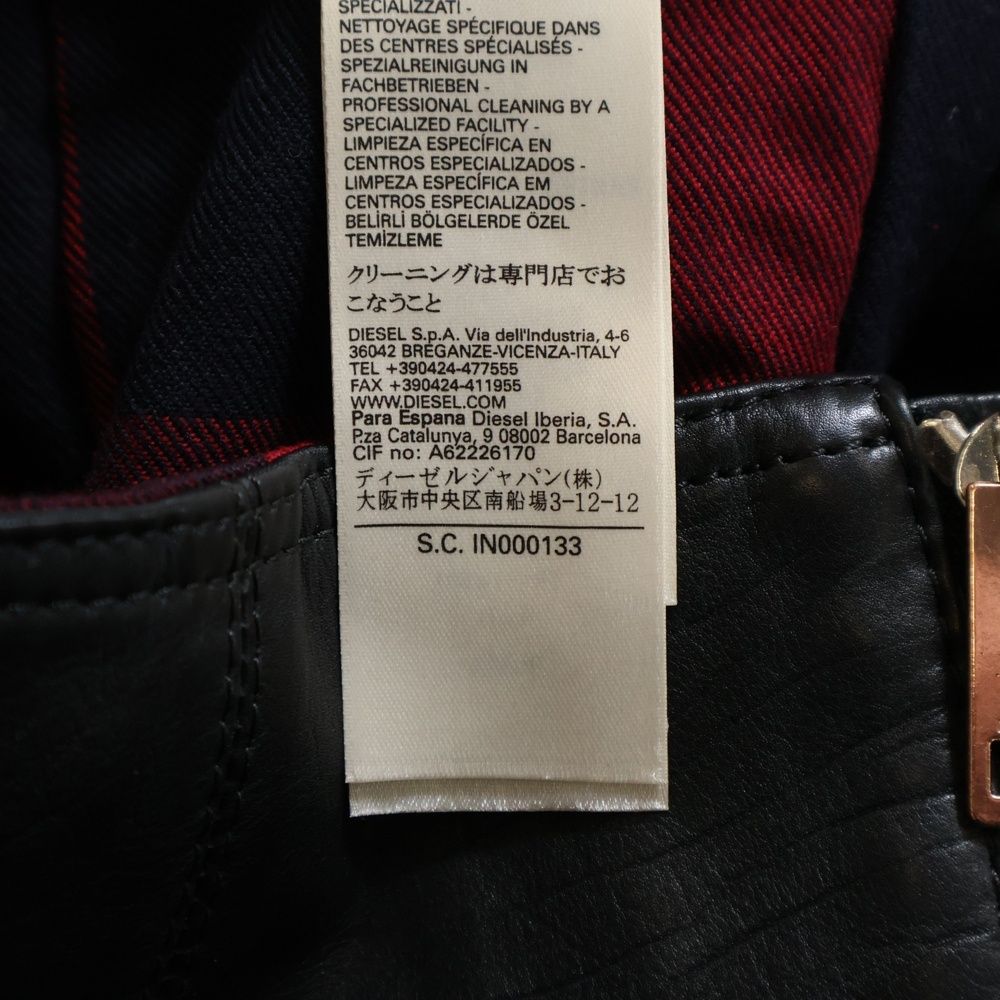 SPECIALIZZATI -
NETTOYAGE SPÉCIFIQUE DANS
DES CENTRES SPÉCIALISÉS -
SPEZIALREINIGUNG IN
FACHBETRIEBEN -
PROFESSIONAL CLEANING BY A
SPECIALIZED FACILITY -
LIMPIEZA ESPECÍFICA EN
CENTROS ESPECIALIZADOS -
LIMPEZA ESPECÍFICA EM
CENTROS ESPECIALIZADOS -
BELIRLI BÖLGELERDE ÖZEL
TEMİZLEME
クリーニングは専門店でお
こなうこと
DIESEL S.p.A. Via dell'Industria, 4-6
36042 BREGANZE-VICENZA-ITALY
TEL +390424-477555
FAX +390424-411955
WWW.DIESEL.COM
Para Espana Diesel Iberia, S.A.
P.za Catalunya, 9 08002 Barcelona
CIF no: A62226170
ディーゼルジャパン(株)
大阪市中央区南船場3-12-12
S.C. IN000133